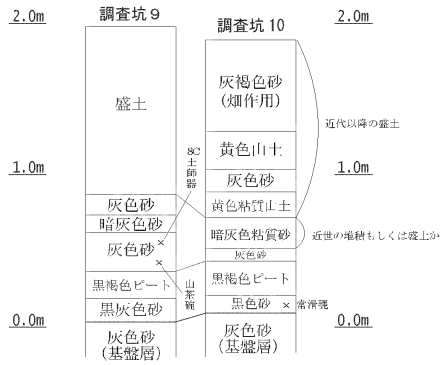 2.0m
調査坑9
調査坑10
2.0m
盛土
灰褐色砂
(畑作用)
黄色山土
灰色砂
黄色粘質山土
暗灰色粘質砂
灰色砂
黒褐色ピート
黒色砂
×
常滑甕
灰色砂
(基盤層)
近代以降の盛土
近世の堆積もしくは盛土か
8C土師器
山茶碗
1.0m
1.0m
灰色砂
暗灰色砂
灰色砂
×
×
黒褐色ピート
黒灰色砂
灰色砂
(基盤層)
0.0m
0.0m